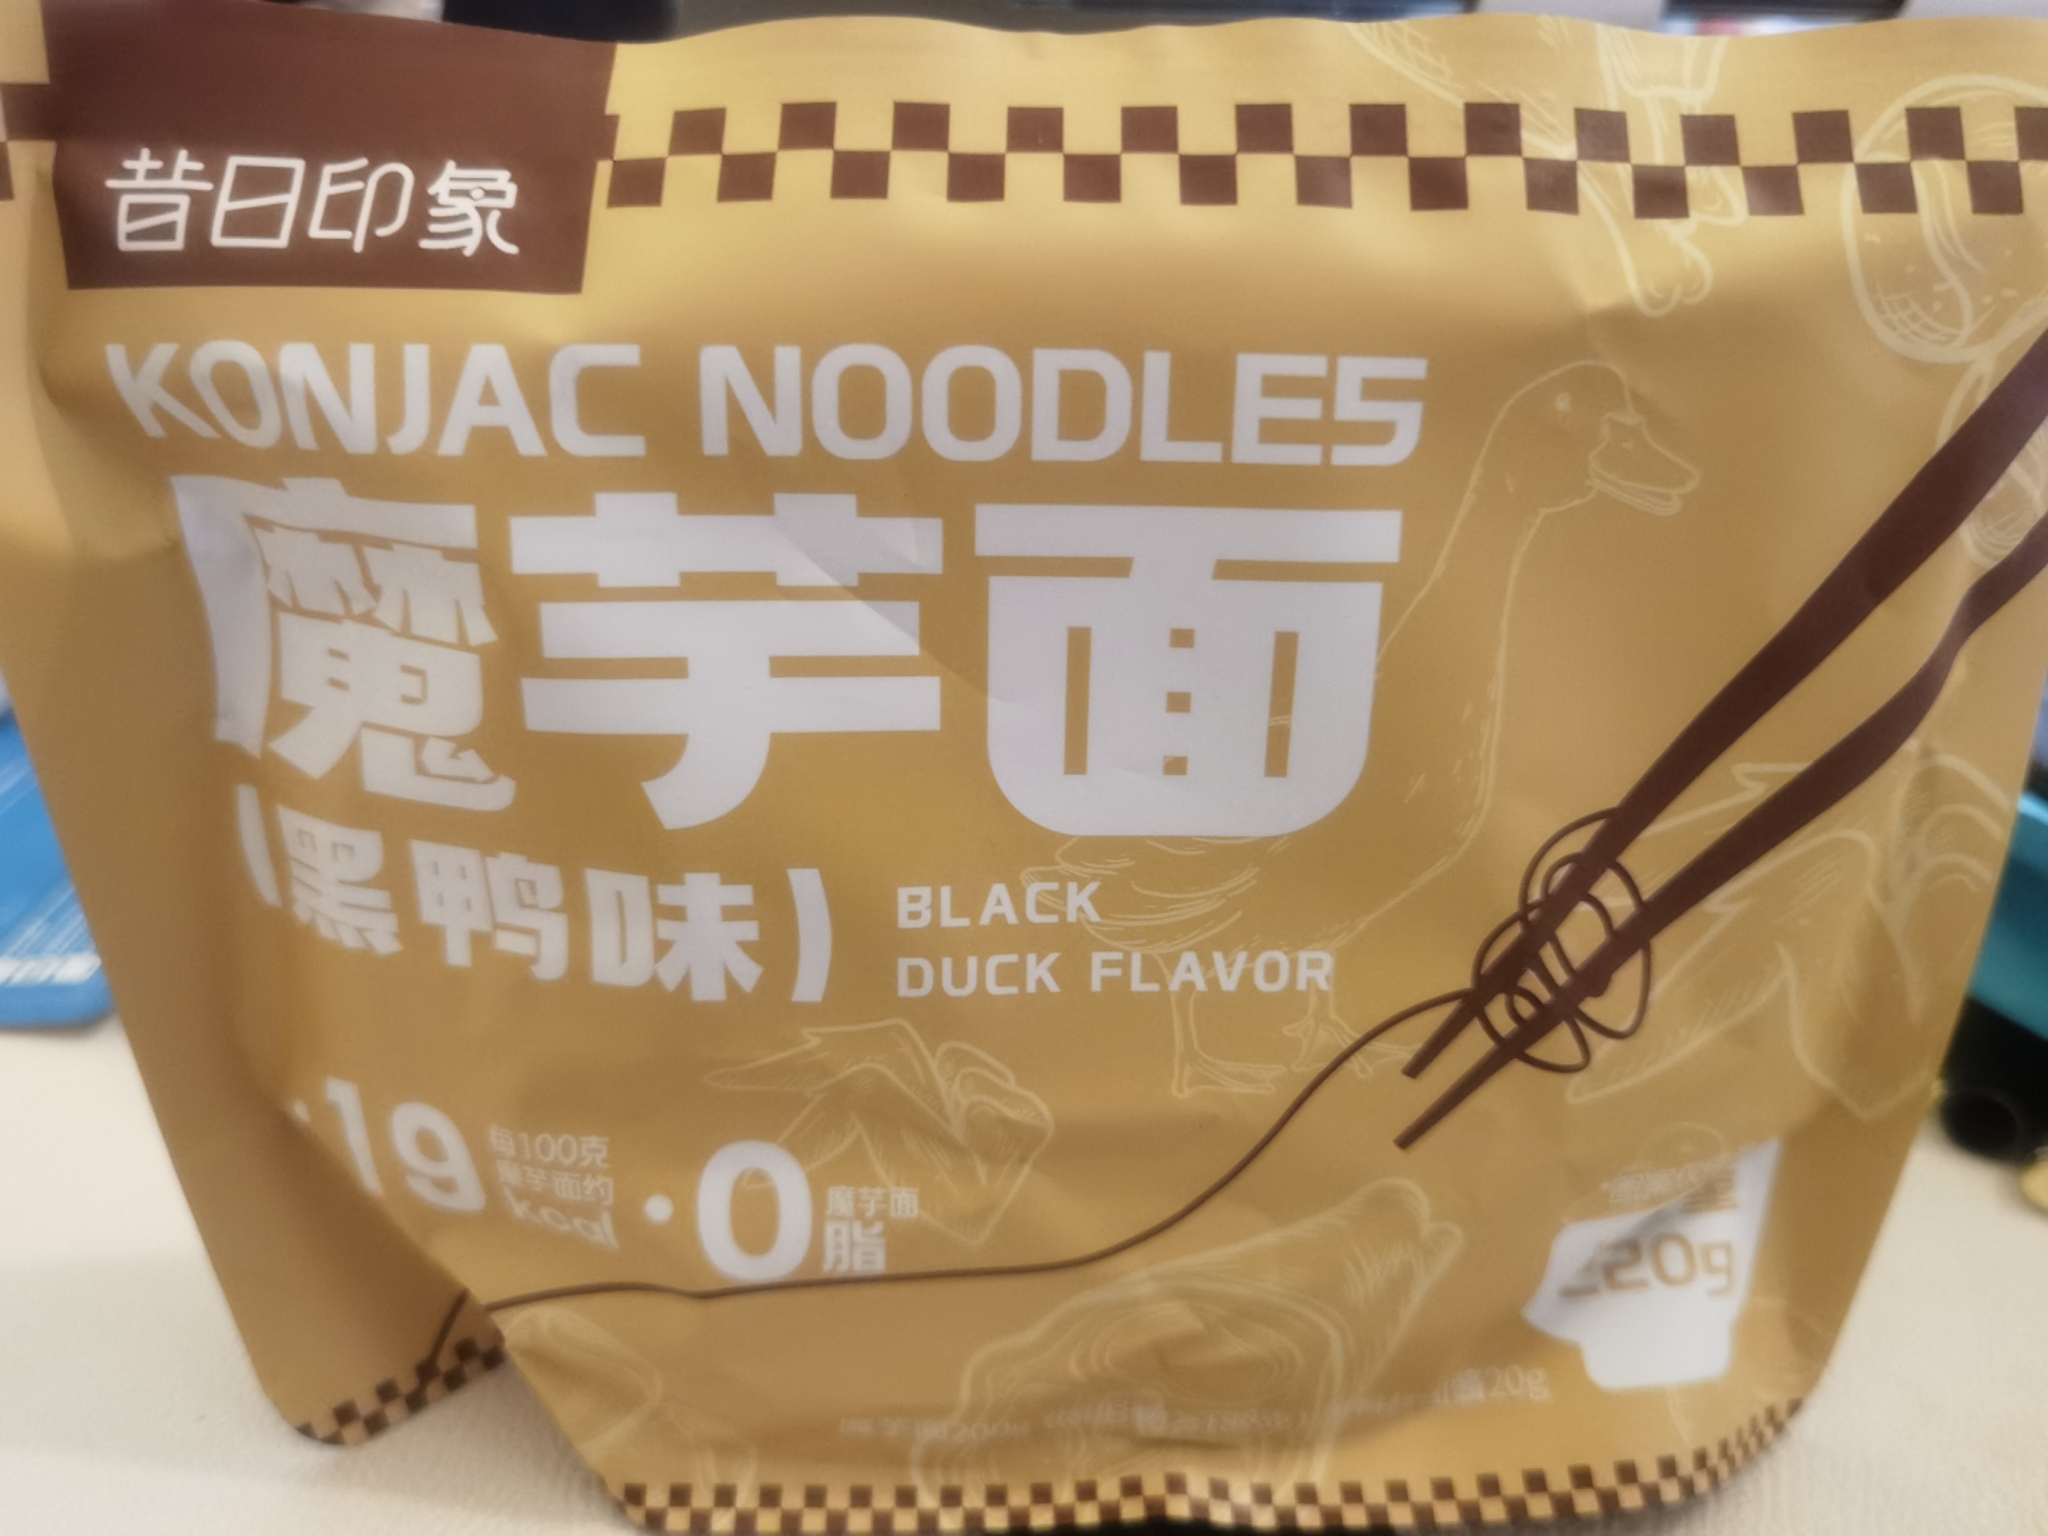 昔日印象
KONJAC NOODLES
魔芋面
(黑鸭味)
BLACK
DUCK FLAVOR
·19
每100克
魔芋面约
kcal
·0
魔芋面
脂
220g